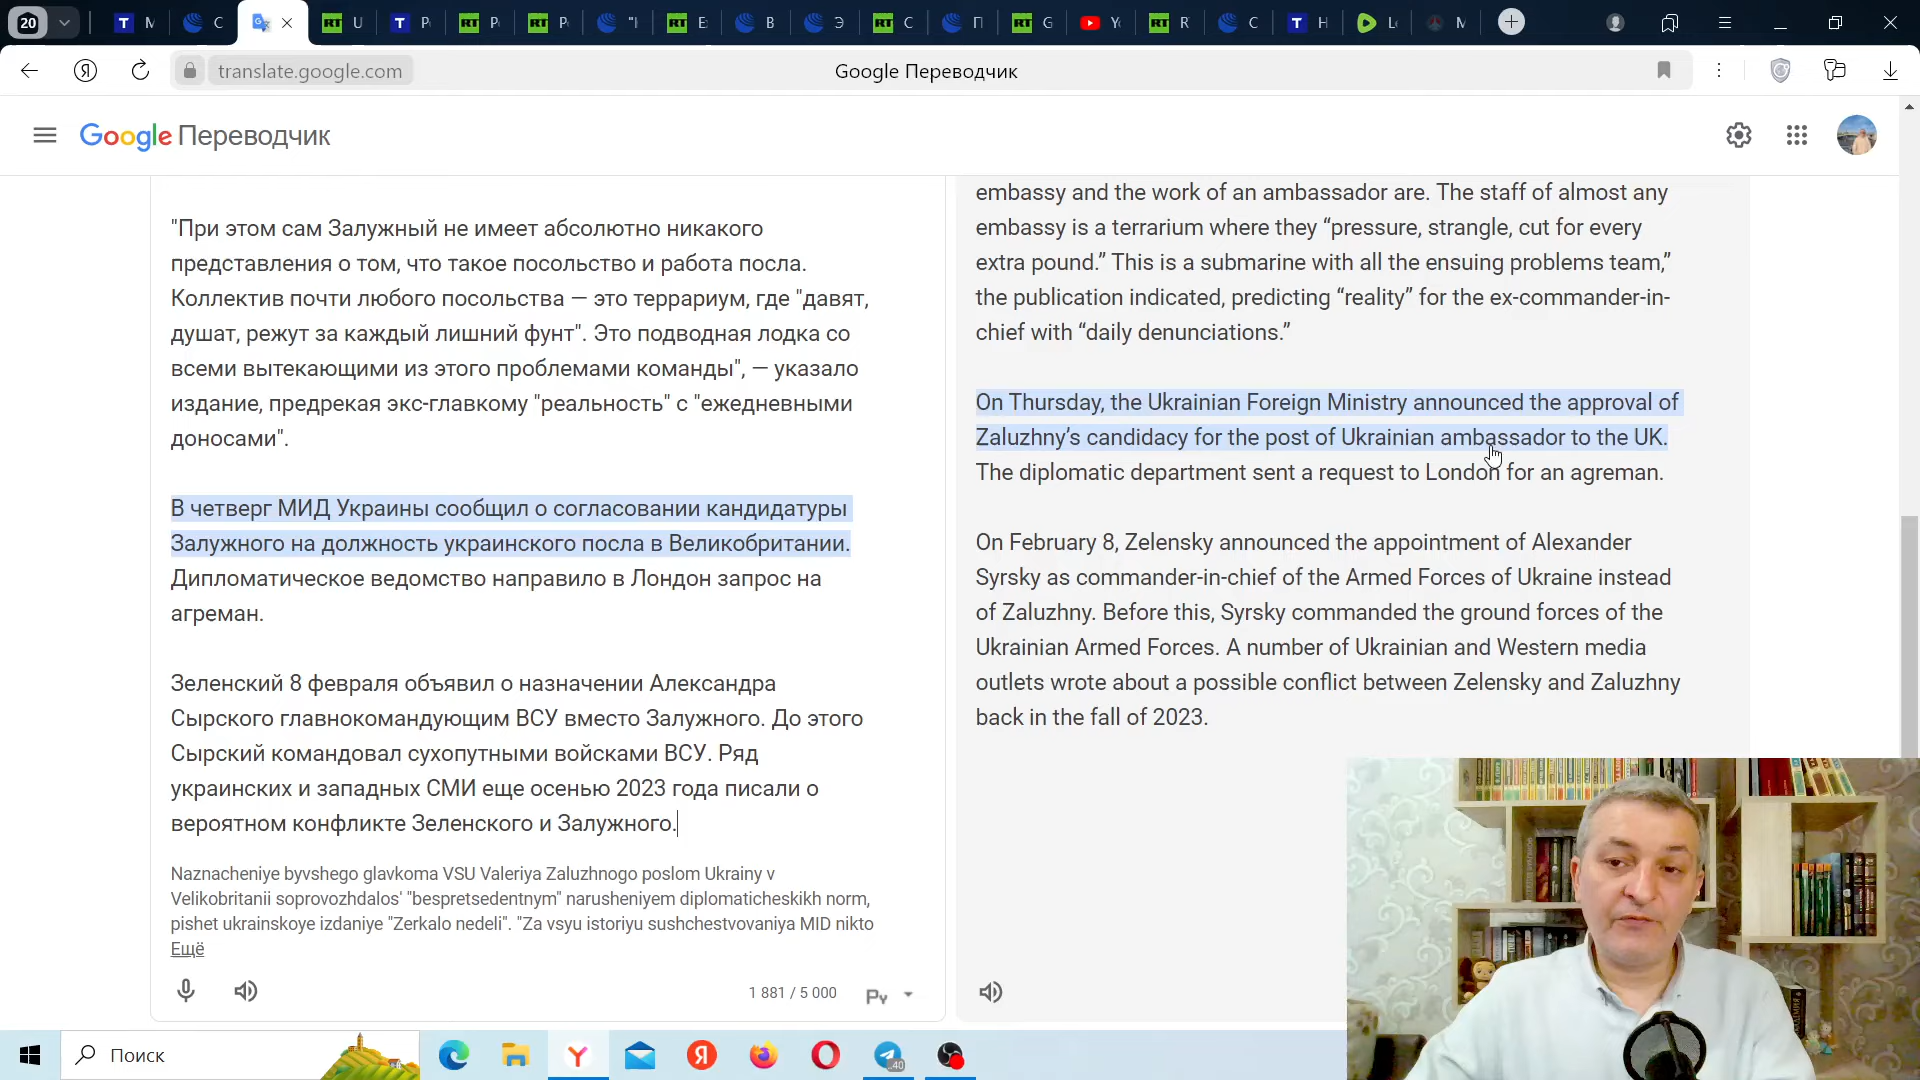 20
translate.google.com
Google Переводчик
Google Переводчик
"При этом сам Залужный не имеет абсолютно никакого
представления о том, что такое посольство и работа посла.
Коллектив почти любого посольства — это террариум, где "давят,
душат, режут за каждый лишний фунт". Это подводная лодка со
всеми вытекающими из этого проблемами команды", — указало
издание, предрекая экс-главкому "реальность" с "ежедневными
доносами".
В четверг МИД Украины сообщил о согласовании кандидатуры
Залужного на должность украинского посла в Великобритании.
Дипломатическое ведомство направило в Лондон запрос на
агреман.
Зеленский 8 февраля объявил о назначении Александра
Сырского главнокомандующим ВСУ вместо Залужного. До этого
Сырский командовал сухопутными войсками ВСУ. Ряд
украинских и западных СМИ еще осенью 2023 года писали о
вероятном конфликте Зеленского и Залужного.
Naznacheniye byvshego glavkoma VSU Valeriya Zaluzhnogo poslom Ukrainy v
Velikobritanii soprovozhdalos' "bespretsedentnym" narusheniyem diplomaticheskikh norm,
pishet ukrainskoye izdaniye "Zerkalo nedeli". "Za vsyu istoriyu sushchestvovaniya MID nikto
Ещё
1 881 / 5 000
Ру
embassy and the work of an ambassador are. The staff of almost any
embassy is a terrarium where they “pressure, strangle, cut for every
extra pound.” This is a submarine with all the ensuing problems team,”
the publication indicated, predicting “reality” for the ex-commander-in-
chief with “daily denunciations.”
On Thursday, the Ukrainian Foreign Ministry announced the approval of
Zaluzhny’s candidacy for the post of Ukrainian ambassador to the UK.
The diplomatic department sent a request to London for an agreman.
On February 8, Zelensky announced the appointment of Alexander
Syrsky as commander-in-chief of the Armed Forces of Ukraine instead
of Zaluzhny. Before this, Syrsky commanded the ground forces of the
Ukrainian Armed Forces. A number of Ukrainian and Western media
outlets wrote about a possible conflict between Zelensky and Zaluzhny
back in the fall of 2023.
Поиск
40